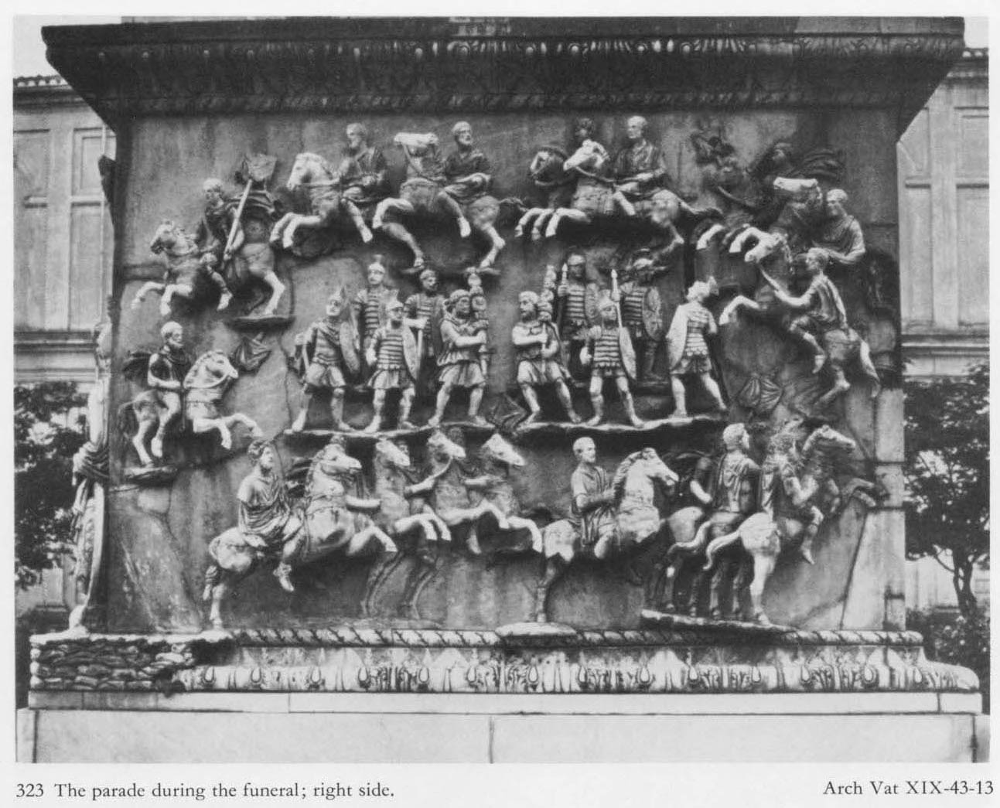 323 The parade during the funeral; right side.
Arch Vat XIX-43-13